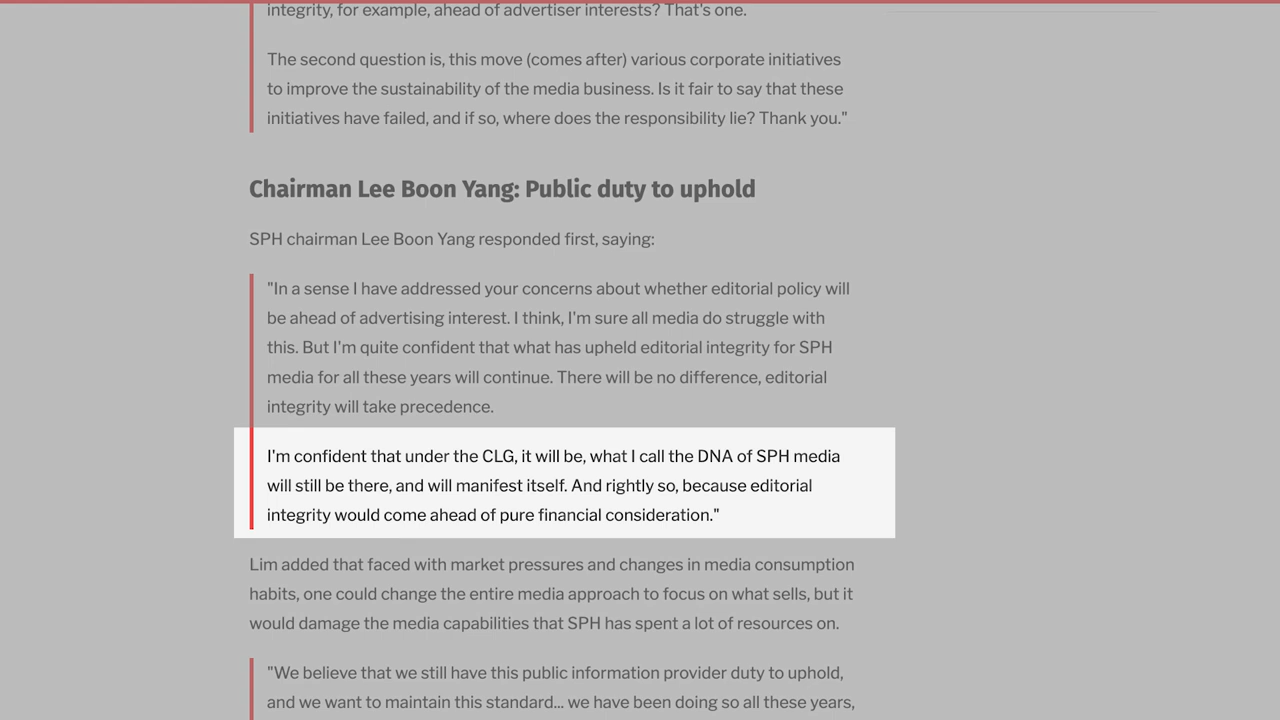 integrity, for example, ahead of advertiser interests? That's one.
The second question is, this move (comes after) various corporate initiatives
to improve the sustainability of the media business. Is it fair to say that these
initiatives have failed, and if so, where does the responsibility lie? Thank you."
Chairman Lee Boon Yang: Public duty to uphold
SPH chairman Lee Boon Yang responded first, saying:
"In a sense I have addressed your concerns about whether editorial policy will
be ahead of advertising interest. I think, I'm sure all media do struggle with
this. But I'm quite confident that what has upheld editorial integrity for SPH
media for all these years will continue. There will be no difference, editorial
integrity will take precedence.
I'm confident that under the CLG, it will be, what I call the DNA of SPH media
will still be there, and will manifest itself. And rightly so, because editorial
integrity would come ahead of pure financial consideration."
Lim added that faced with market pressures and changes in media consumption
habits, one could change the entire media approach to focus on what sells, but it
would damage the media capabilities that SPH has spent a lot of resources on.
"We believe that we still have this public information provider duty to uphold,
and we want to maintain this standard... we have been doing so all these years,